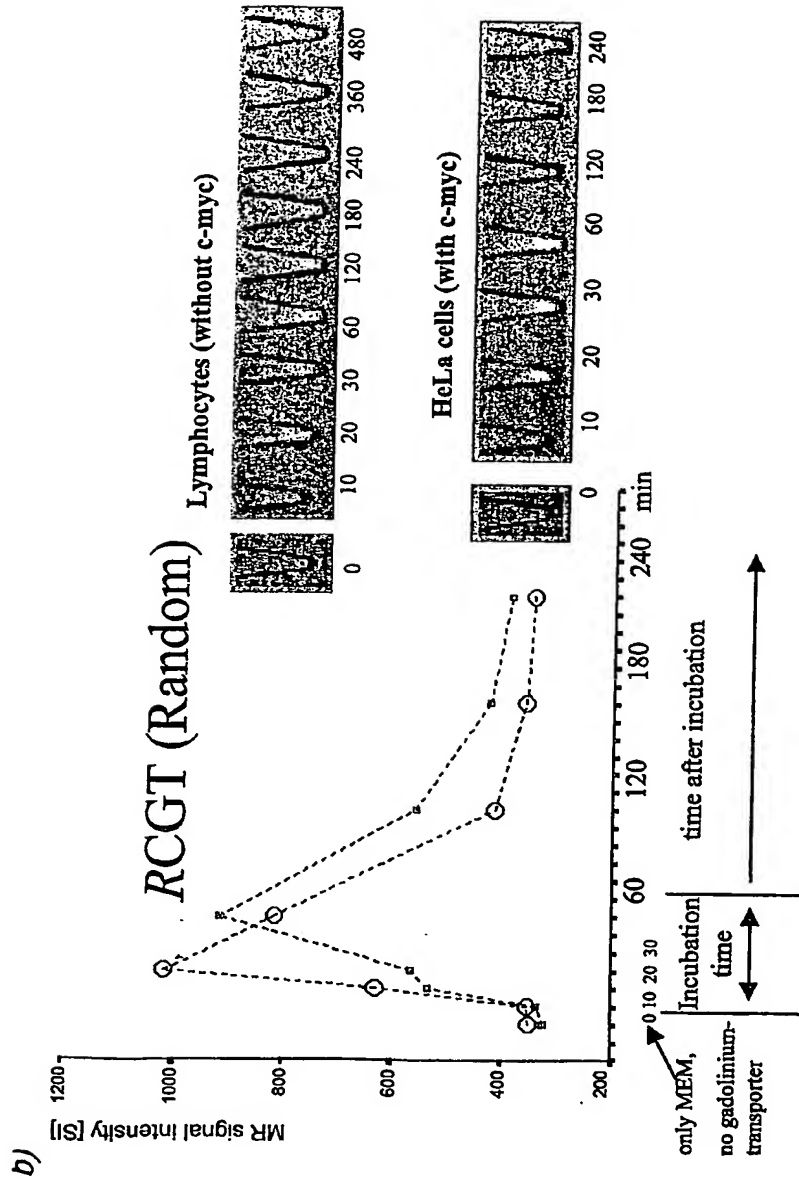 b)
RCGT (Random)
MR signal intensity [SI]
1200
1000
800
600
400
200
Lymphocytes (without c-myc)
0 10 20 30 60 120 180 240 360 480
HeLa cells (with c-myc)
0 10 20 30 60 120 180 240
0 10 20 30 60 120 180 240 min
only MEM,
no gadolinium-
transporter
Incubation
time
time after incubation